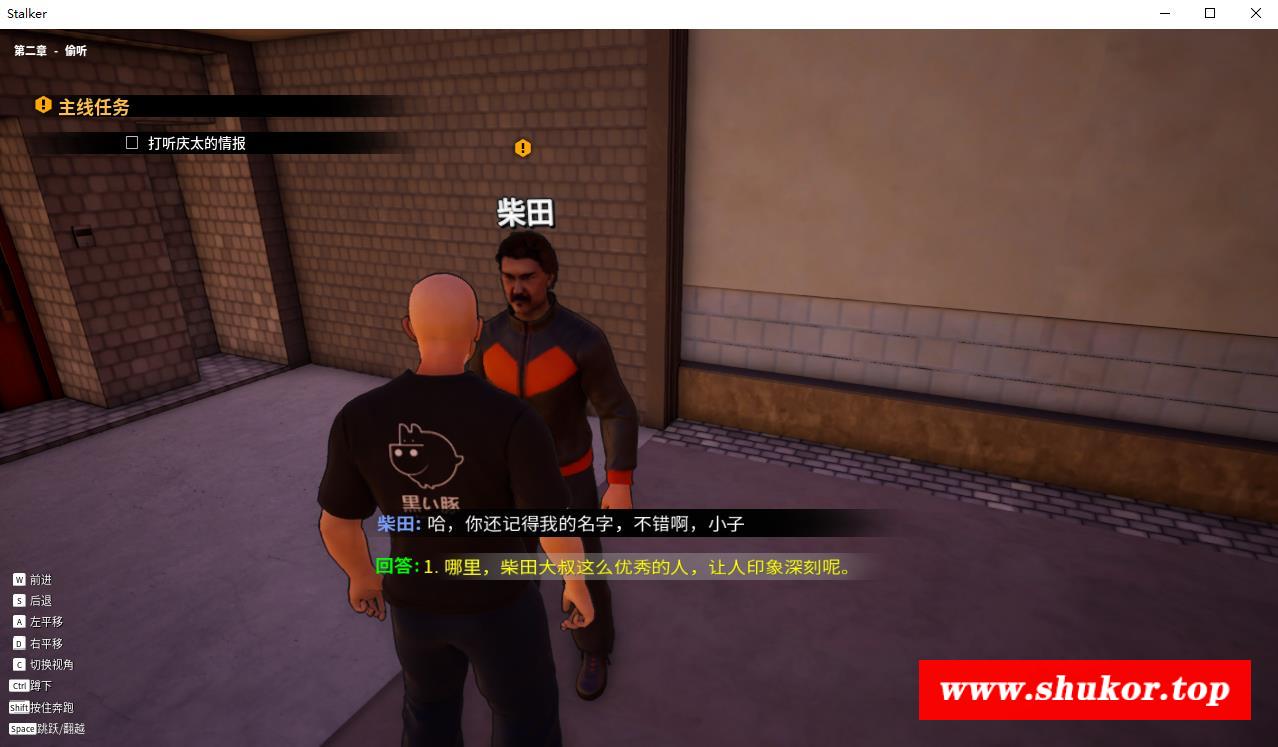 Stalker
第二章 - 偷听
主线任务
打听庆太的情报
柴田
黒い豚
柴田: 哈，你还记得我的名字，不错啊，小子
回答: 1. 哪里，柴田大叔这么优秀的人，让人印象深刻呢。
W 前进
S 后退
A 左平移
D 右平移
C 切换视角
Ctrl 蹲下
Shift 按住奔跑
Space 跳跃/翻越
www.shukor.top